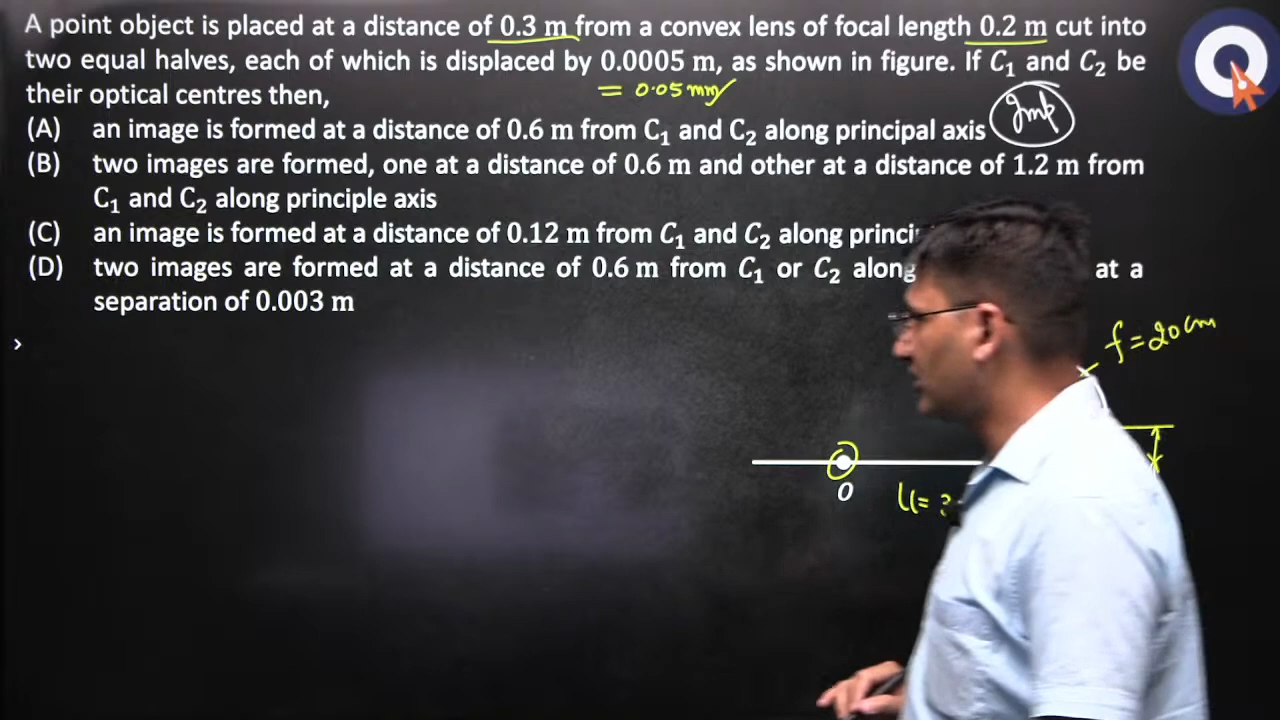 A point object is placed at a distance of 0.3 m from a convex lens of focal length 0.2 m cut into
two equal halves, each of which is displaced by 0.0005 m, as shown in figure. If C₁ and C₂ be
= 0.05 mm
their optical centres then,
(A) an image is formed at a distance of 0.6 m from C₁ and C₂ along principal axis
Imp
(B) two images are formed, one at a distance of 0.6 m and other at a distance of 1.2 m from
C₁ and C₂ along principle axis
(C) an image is formed at a distance of 0.12 m from C₁ and C₂ along
(D) two images are formed at a distance of 0.6 m from C₁ or C₂ at a
separation of 0.003 m
f = 20 cm
O
u =